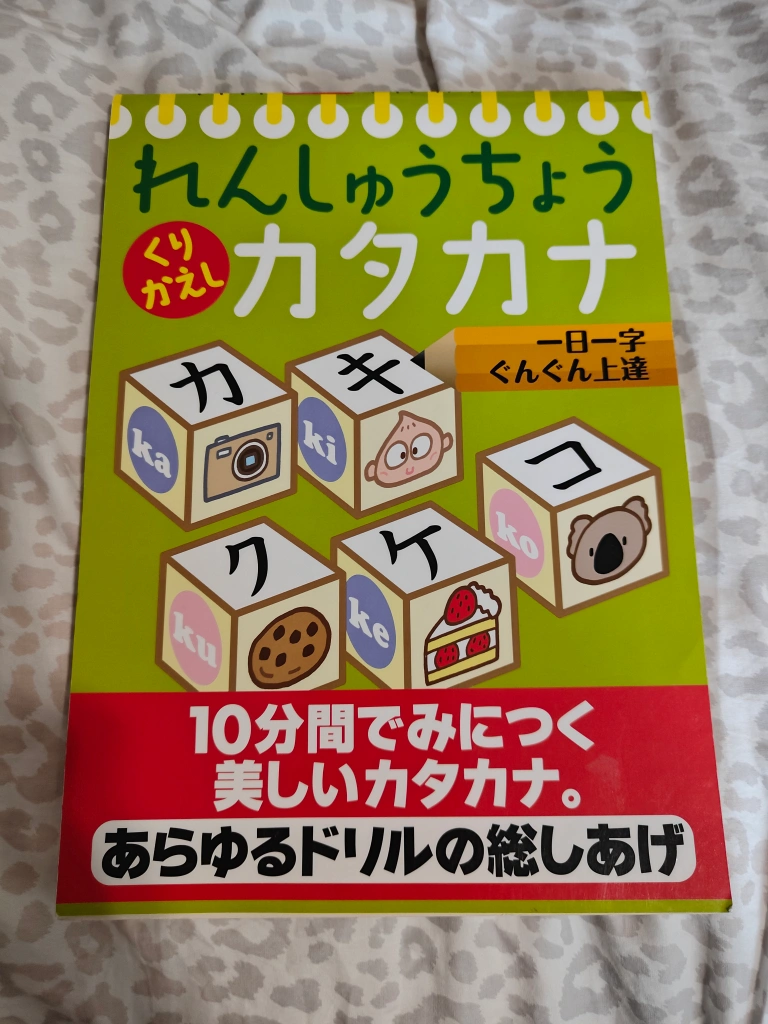 れんしゅうちょう
くり
かえし
カタカナ
一日一字
ぐんぐん上達
カ
ka
キ
ki
コ
ko
ク
ku
ケ
ke
10分間でみにつく
美しいカタカナ。
あらゆるドリルの総しあげ